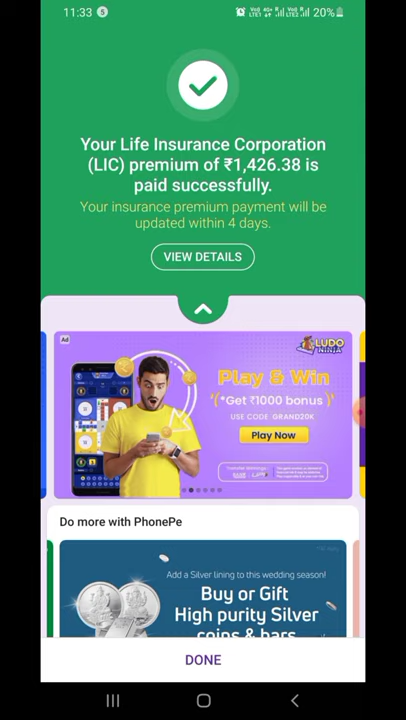 11:33 S
20%
Your Life Insurance Corporation
(LIC) premium of ₹1,426.38 is
paid successfully.
Your insurance premium payment will be
updated within 4 days.
VIEW DETAILS
Ad
LUDO
NINJA
Play & Win
*Get ₹1000 bonus
USE CODE GRAND20K
Play Now
Do more with PhonePe
Add a Silver lining to this wedding season!
Buy or Gift
High purity Silver
coins & bars
DONE